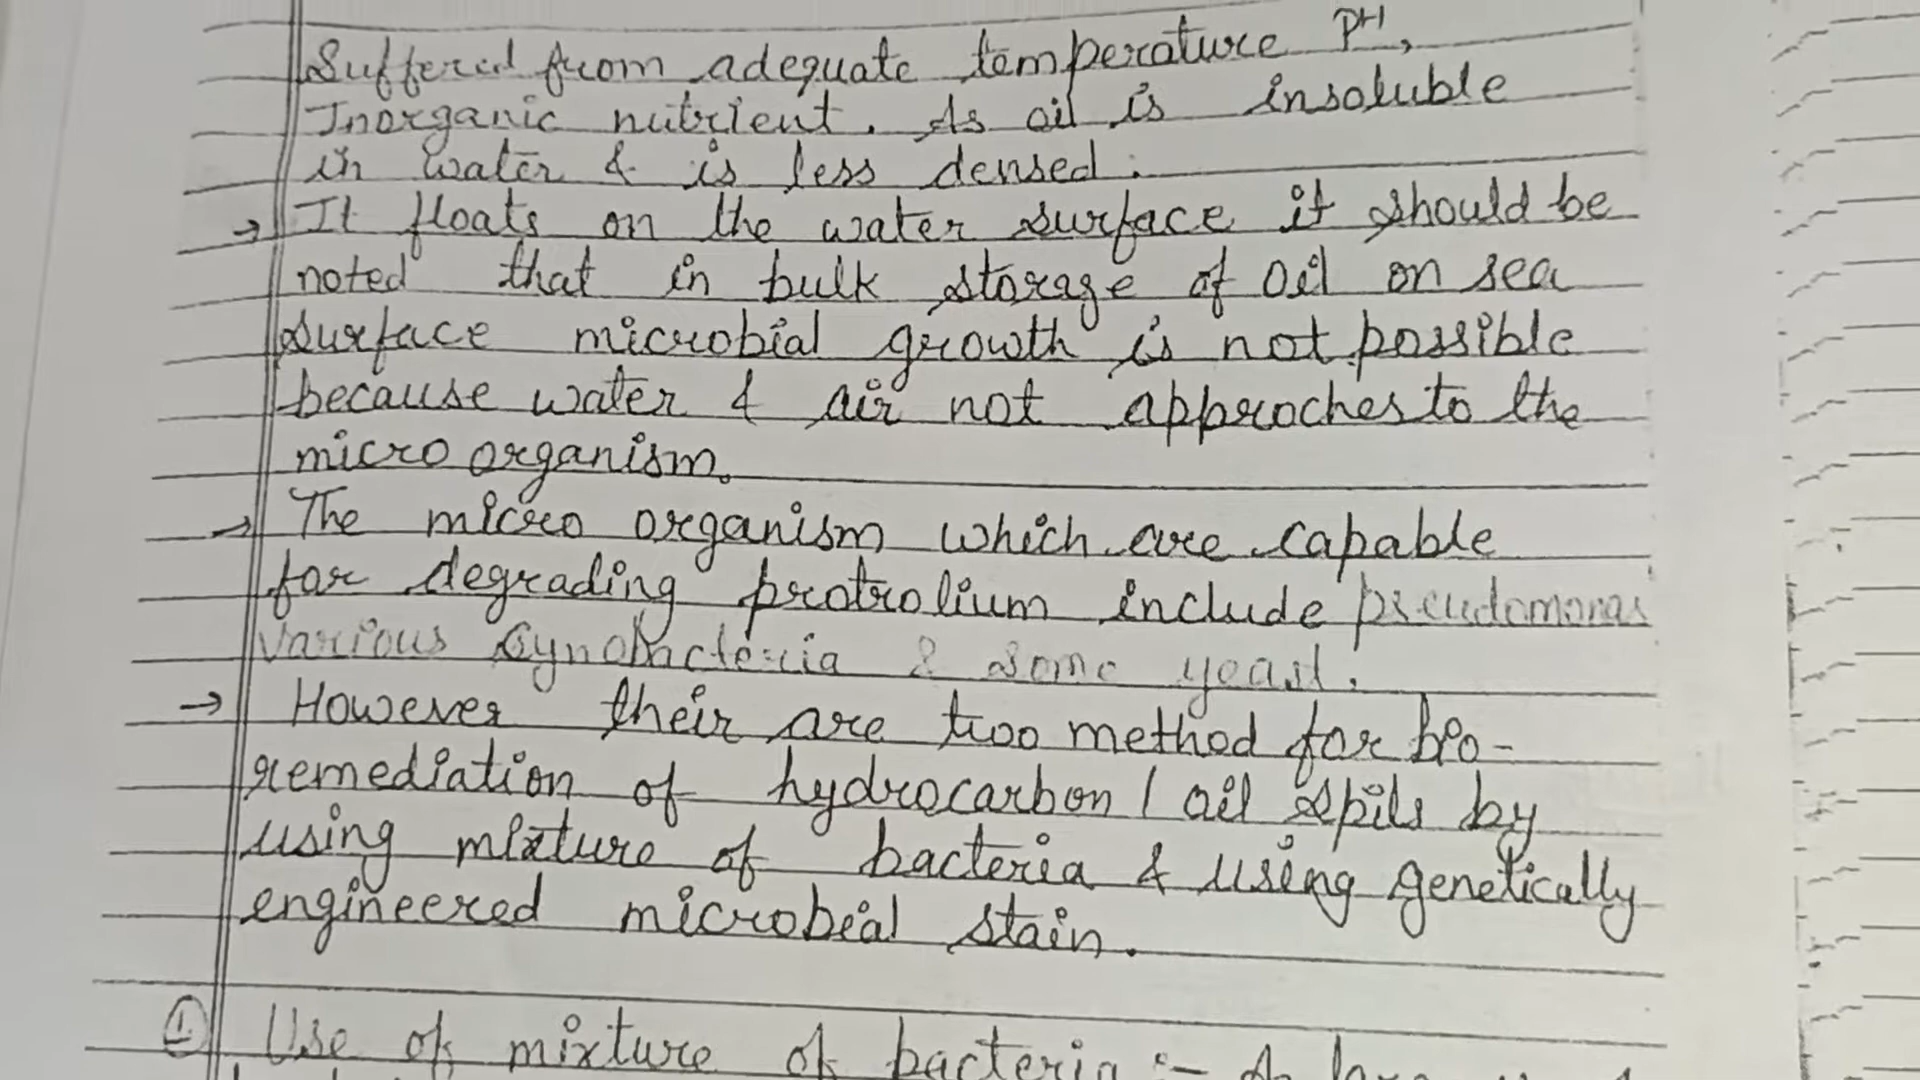 Suffered from adequate temperature PH,
Inorganic nutrient. As oil is insoluble
in water & is less densed.
→ It floats on the water surface it should be
noted that in bulk storage of oil on sea
surface microbial growth is not possible
because water & air not approches to the
micro organism.
→ The micro organism which are capable
for degrading protrolium include pseudomonas
various Cynobacteria & some yeast.
→ However their are two method for bio-
remediation of hydrocarbon / oil spils by
using mixture of bacteria & using genetically
engineered microbial stain.
① Use of mixture of bacteria :- A